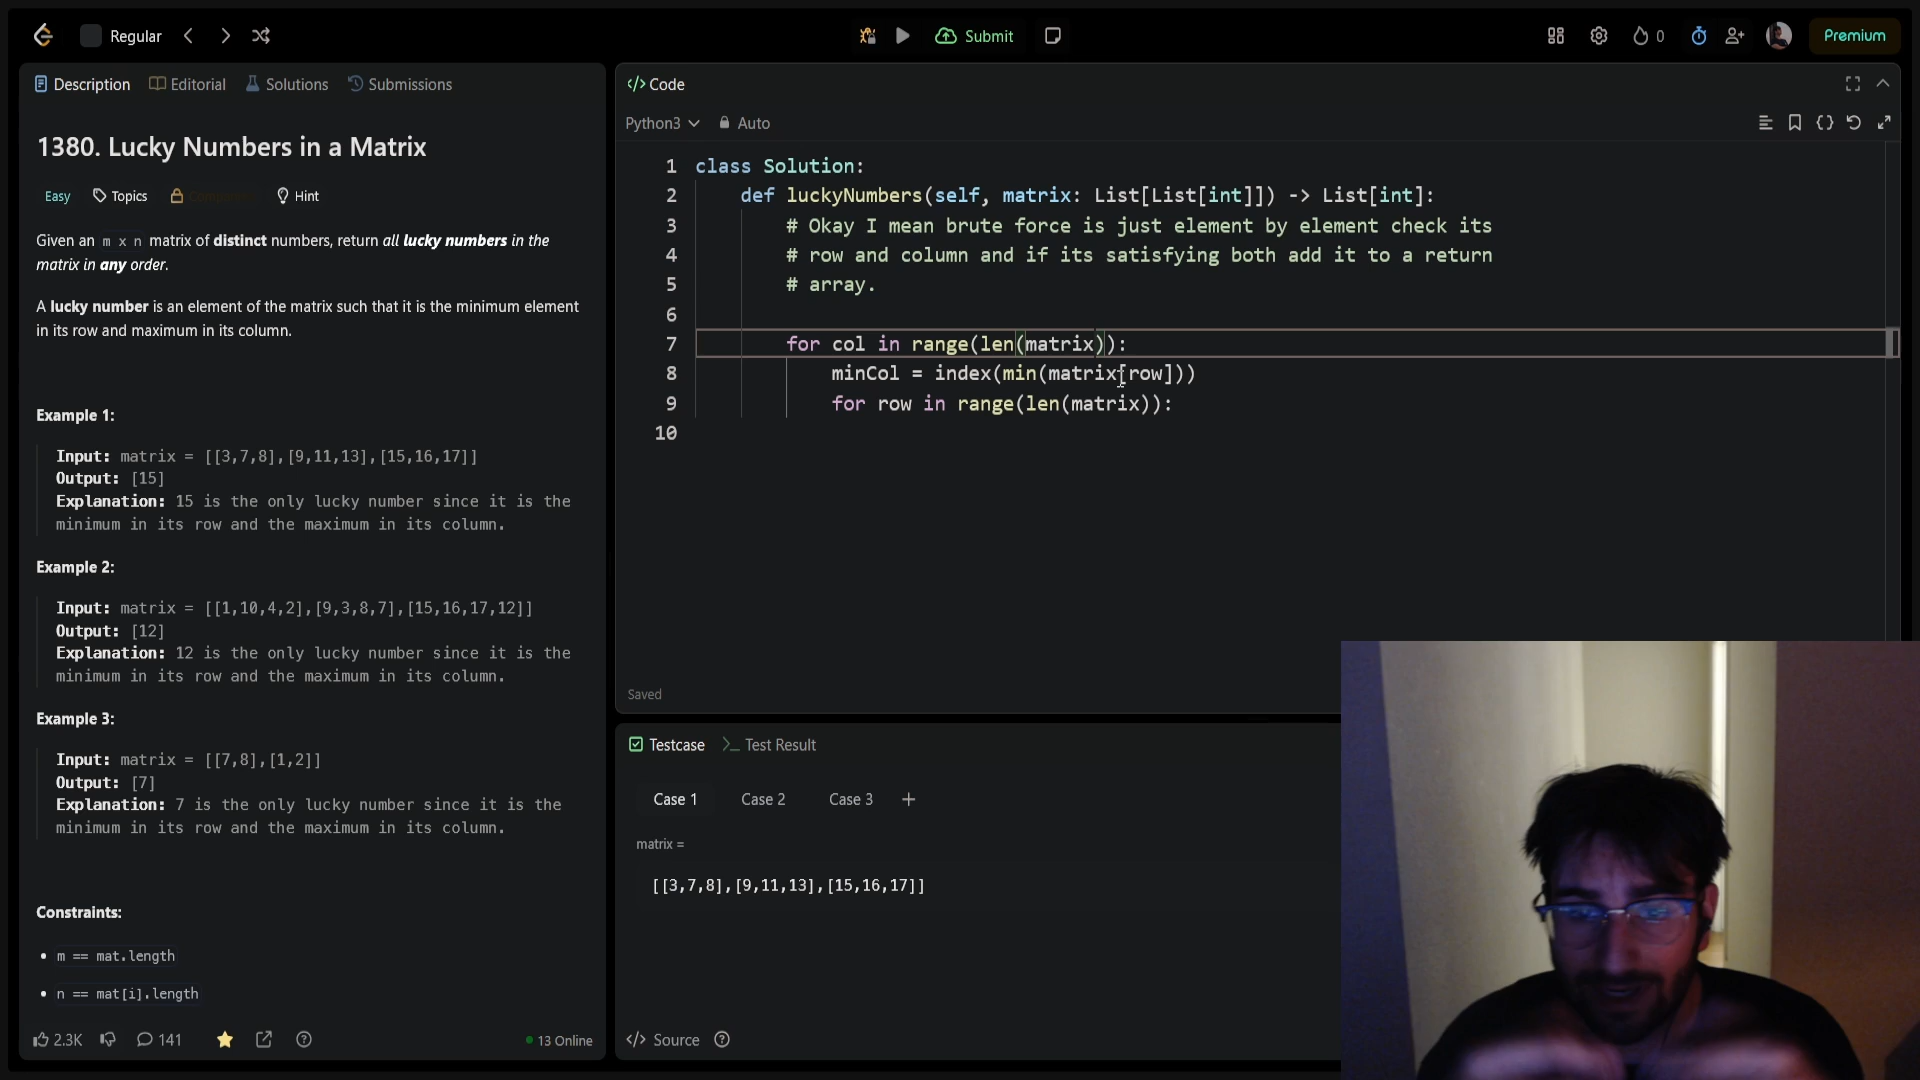 Regular
Submit
0
Premium
Description
Editorial
Solutions
Submissions
1380. Lucky Numbers in a Matrix
Easy
Topics
Hint
Given an m x n matrix of distinct numbers, return all lucky numbers in the
matrix in any order.
A lucky number is an element of the matrix such that it is the minimum element
in its row and maximum in its column.
Example 1:
Input: matrix = [[3,7,8],[9,11,13],[15,16,17]]
Output: [15]
Explanation: 15 is the only lucky number since it is the
minimum in its row and the maximum in its column.
Example 2:
Input: matrix = [[1,10,4,2],[9,3,8,7],[15,16,17,12]]
Output: [12]
Explanation: 12 is the only lucky number since it is the
minimum in its row and the maximum in its column.
Example 3:
Input: matrix = [[7,8],[1,2]]
Output: [7]
Explanation: 7 is the only lucky number since it is the
minimum in its row and the maximum in its column.
Constraints:
• m == mat.length
• n == mat[i].length
2.3K
141
13 Online
</> Code
Python3
Auto
1 class Solution:
2 def luckyNumbers(self, matrix: List[List[int]]) -> List[int]:
3 # Okay I mean brute force is just element by element check its
4 # row and column and if its satisfying both add it to a return
5 # array.
6
7 for col in range(len(matrix)):
8 minCol = index(min(matrix[row]))
9 for row in range(len(matrix)):
10
Saved
Testcase
>_ Test Result
Case 1
Case 2
Case 3
+
matrix =
[[3,7,8],[9,11,13],[15,16,17]]
</> Source